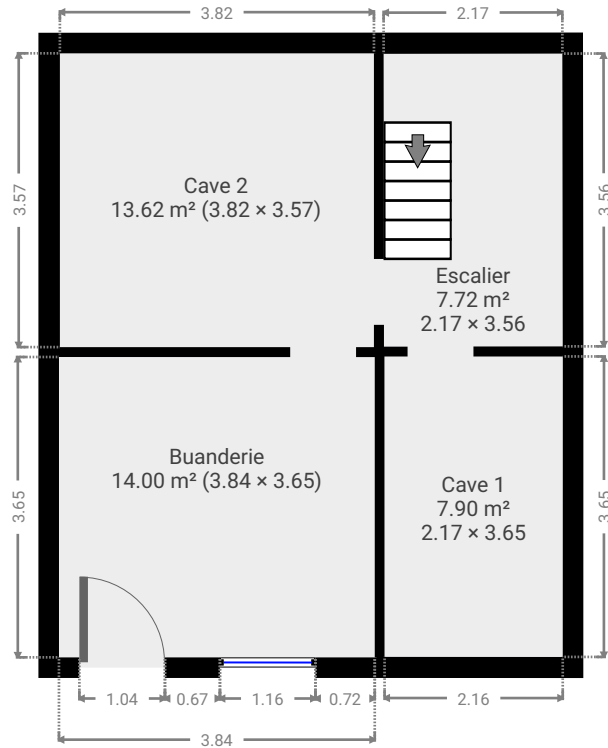 3.82
2.17
3.57
3.56
Cave 2
13.62 m² (3.82 × 3.57)
Escalier
7.72 m²
2.17 × 3.56
Buanderie
14.00 m² (3.84 × 3.65)
Cave 1
7.90 m²
2.17 × 3.65
3.65
3.65
1.04
0.67
1.16
0.72
2.16
3.84